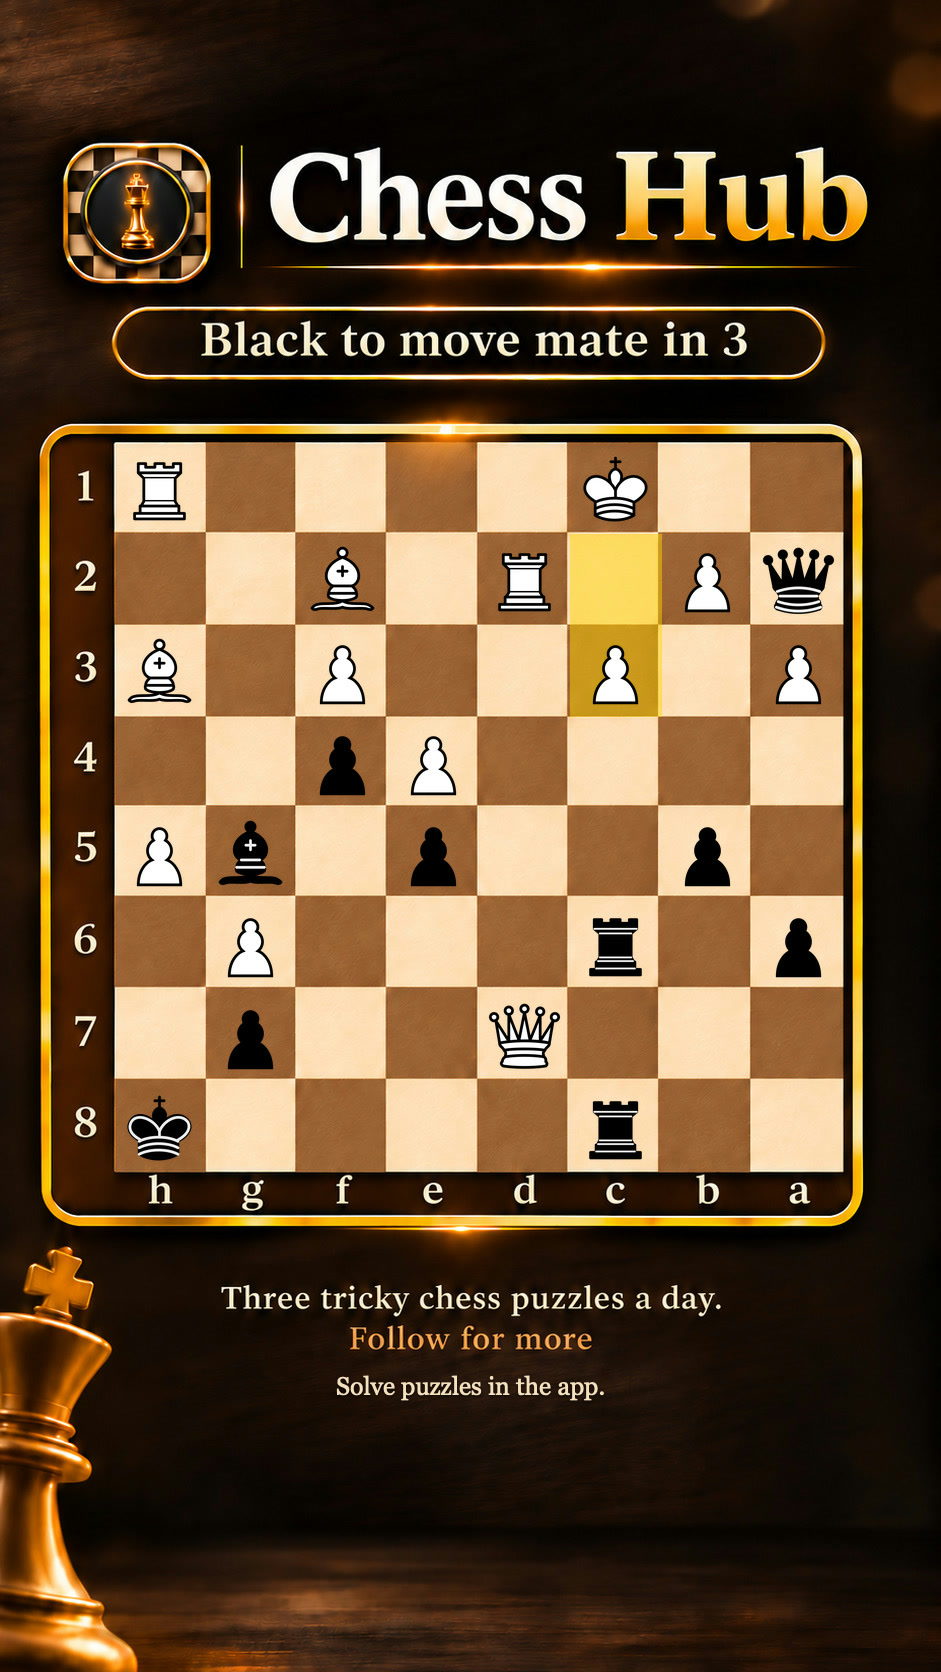 Chess Hub
Black to move mate in 3
1
2
3
4
5
6
7
8
h g f e d c b a
Three tricky chess puzzles a day.
Follow for more
Solve puzzles in the app.